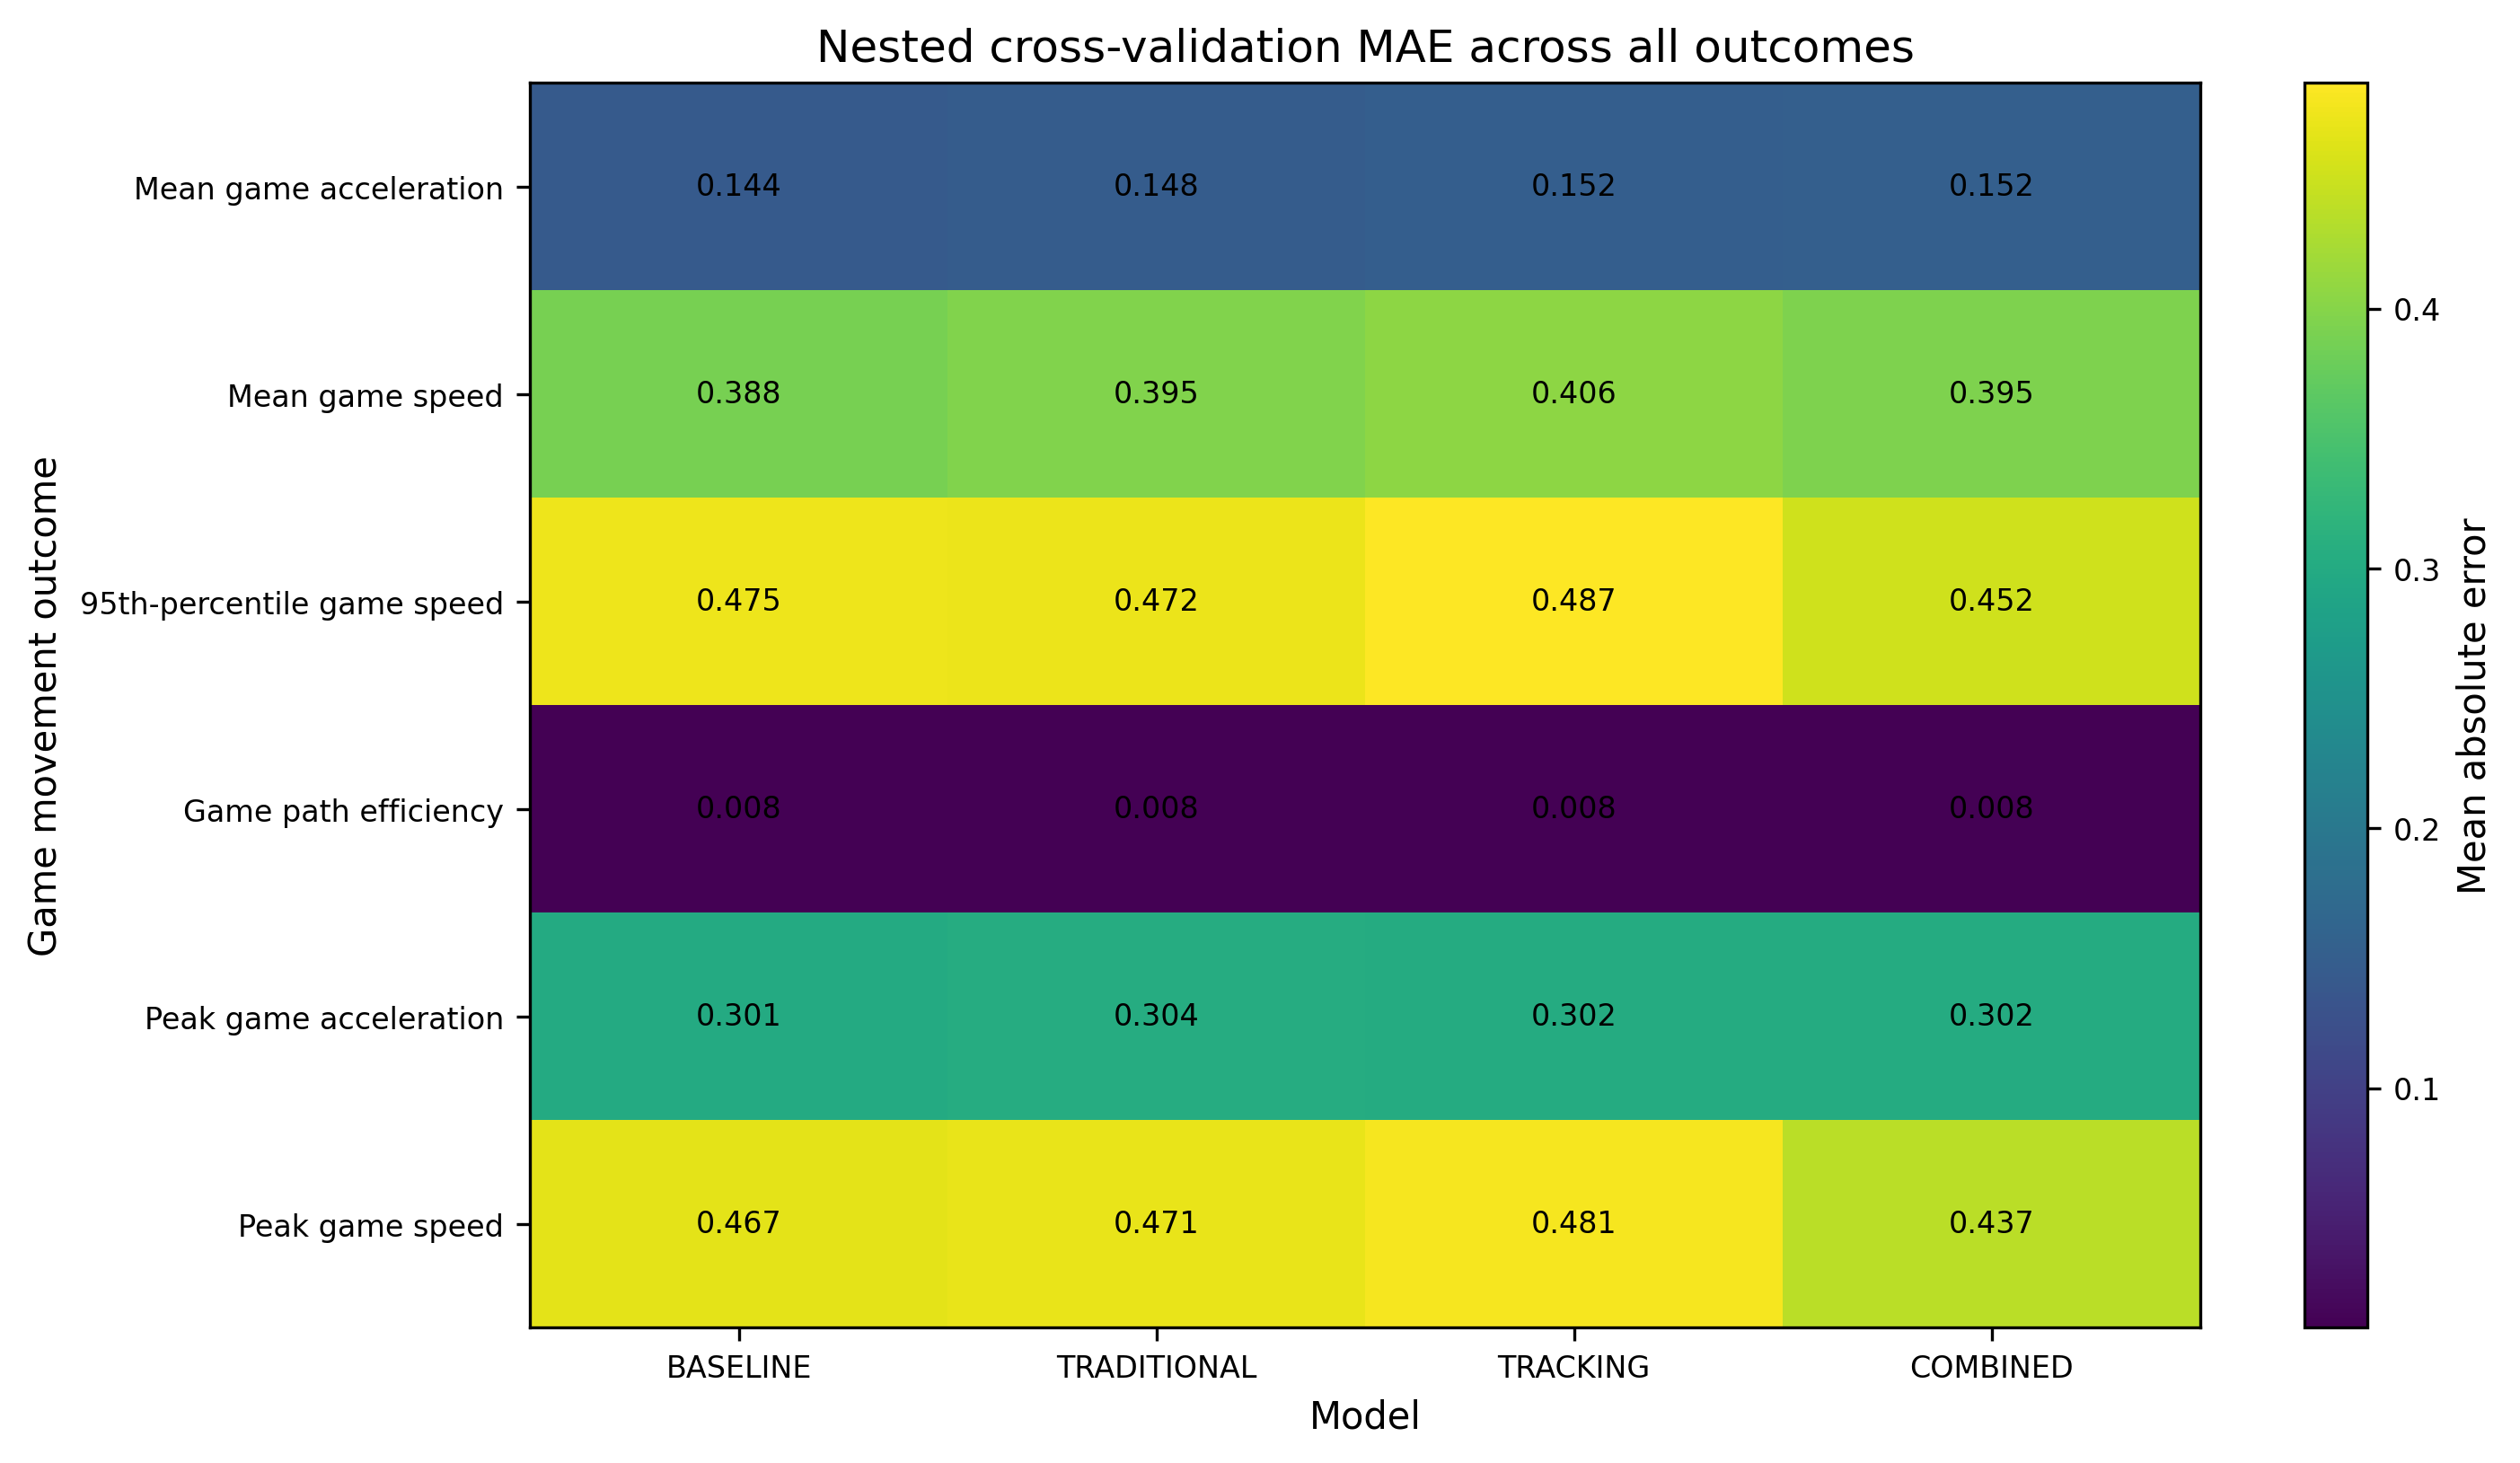 Nested cross-validation MAE across all outcomes
Game movement outcome
Mean game acceleration
0.144
0.148
0.152
0.152
Mean game speed
0.388
0.395
0.406
0.395
95th-percentile game speed
0.475
0.472
0.487
0.452
Game path efficiency
0.008
0.008
0.008
0.008
Peak game acceleration
0.301
0.304
0.302
0.302
Peak game speed
0.467
0.471
0.481
0.437
BASELINE
TRADITIONAL
TRACKING
COMBINED
Model
0.4
0.3
0.2
0.1
Mean absolute error